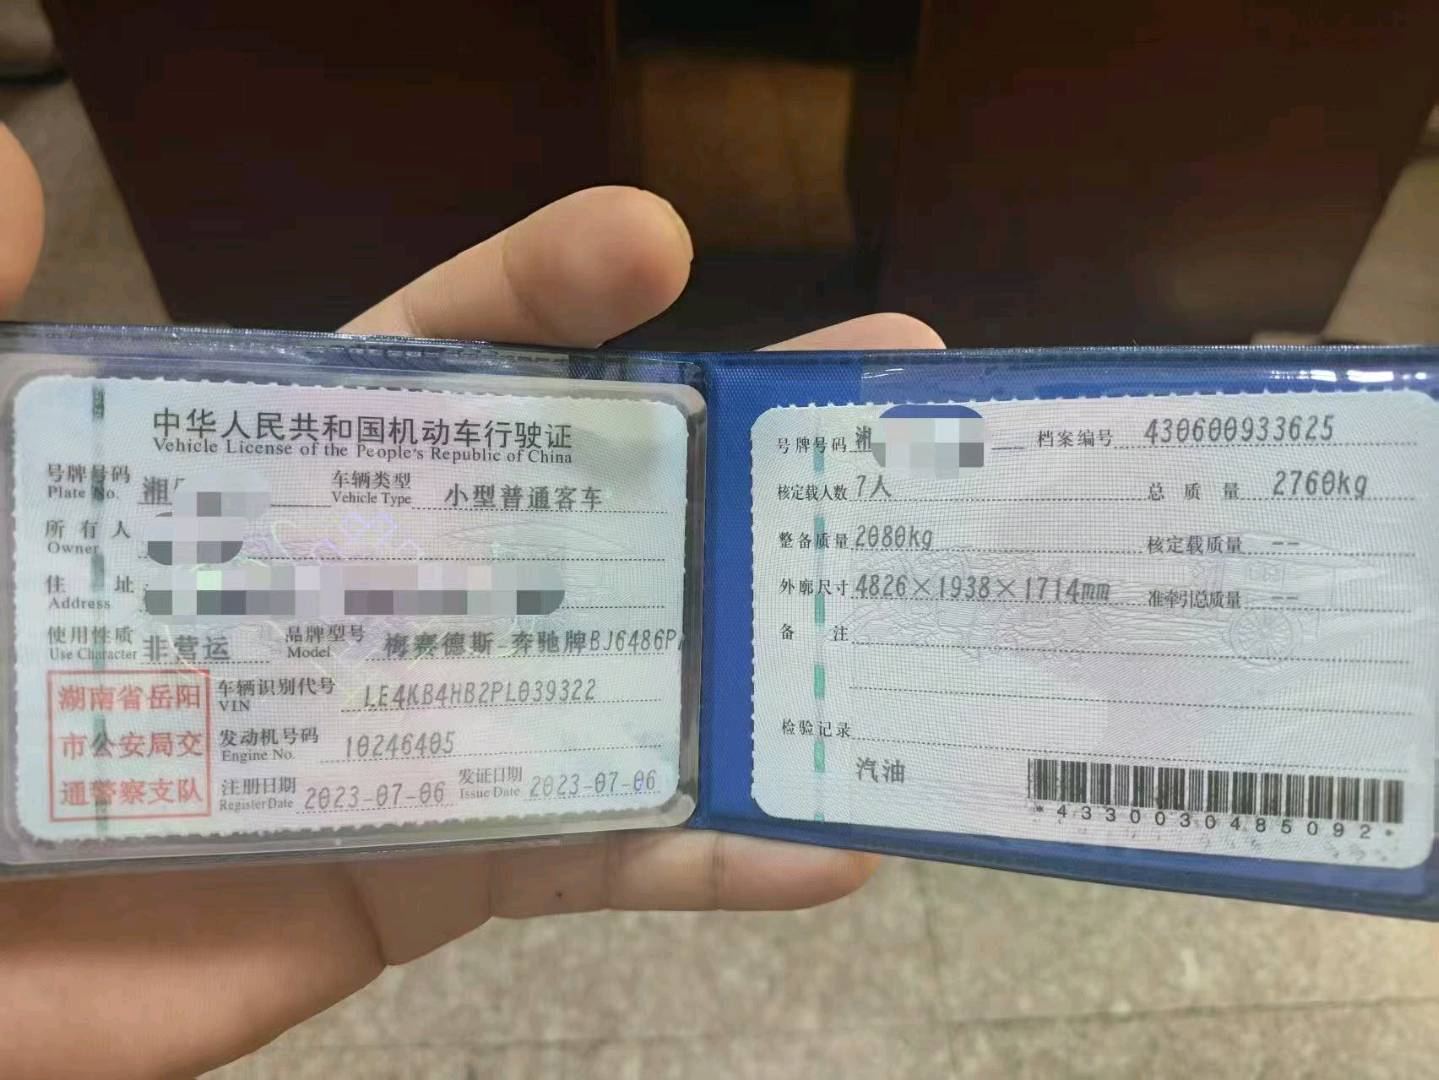 中华人民共和国机动车行驶证
Vehicle License of the People's Republic of China
号牌号码 湘 车辆类型 小型普通客车
Plate No. Vehicle Type
所有人
Owner
住址
Address
使用性质 非营运 品牌型号 梅赛德斯-奔驰牌BJ6486P
Use Character Model
湖南省岳阳
市公安局交
通警察支队
车辆识别代号 LE4KB4HB2PL039322
VIN
发动机号码 10246405
Engine No.
注册日期 2023-07-06 发证日期 2023-07-06
Register Date Issue Date
号牌号码 湘 档案编号 430600933625
核定载人数 7人 总质量 2760kg
整备质量 2080kg 核定载质量 --
外廓尺寸 4826×1938×1714mm 准牵引总质量 --
备注
检验记录
汽油
*4330030485092*